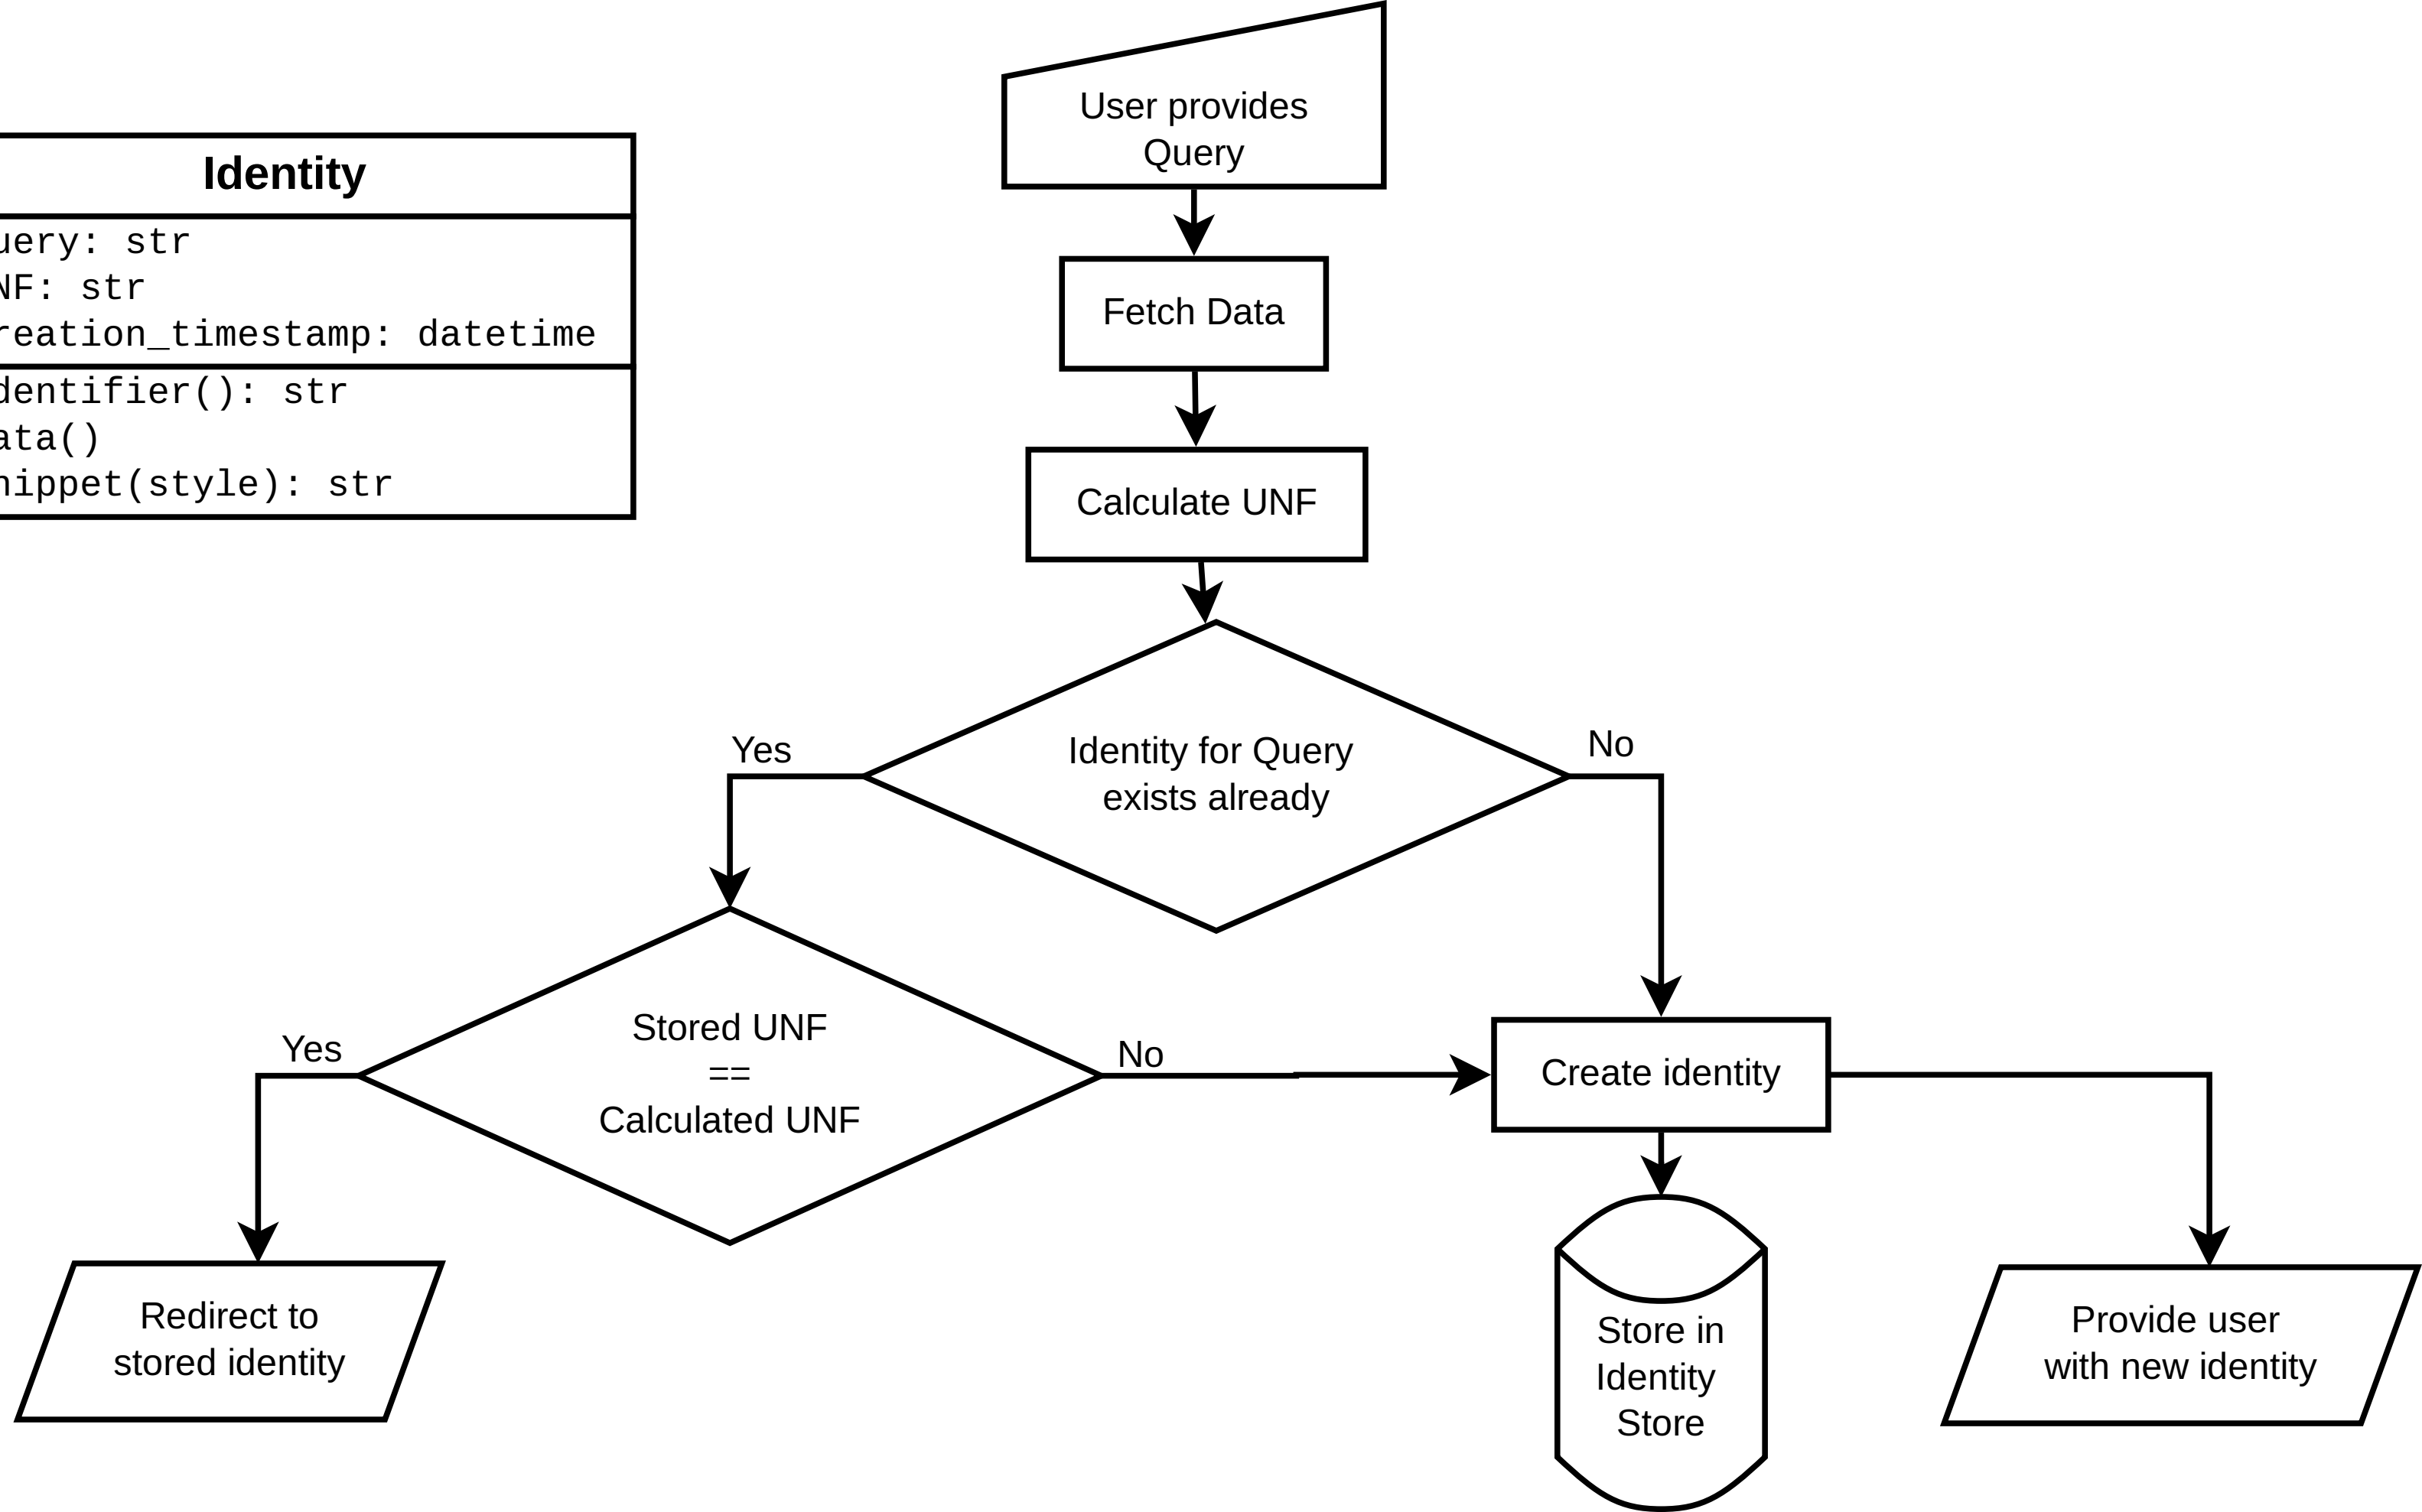 User provides
Query
Identity
uery: str
NF: str
reation_timestamp: datetime
dentifier(): str
ata()
nippet(style): str
Fetch Data
Calculate UNF
Identity for Query
exists already
Yes
No
Stored UNF
==
Calculated UNF
Yes
No
Create identity
Redirect to
stored identity
Store in
Identity
Store
Provide user
with new identity